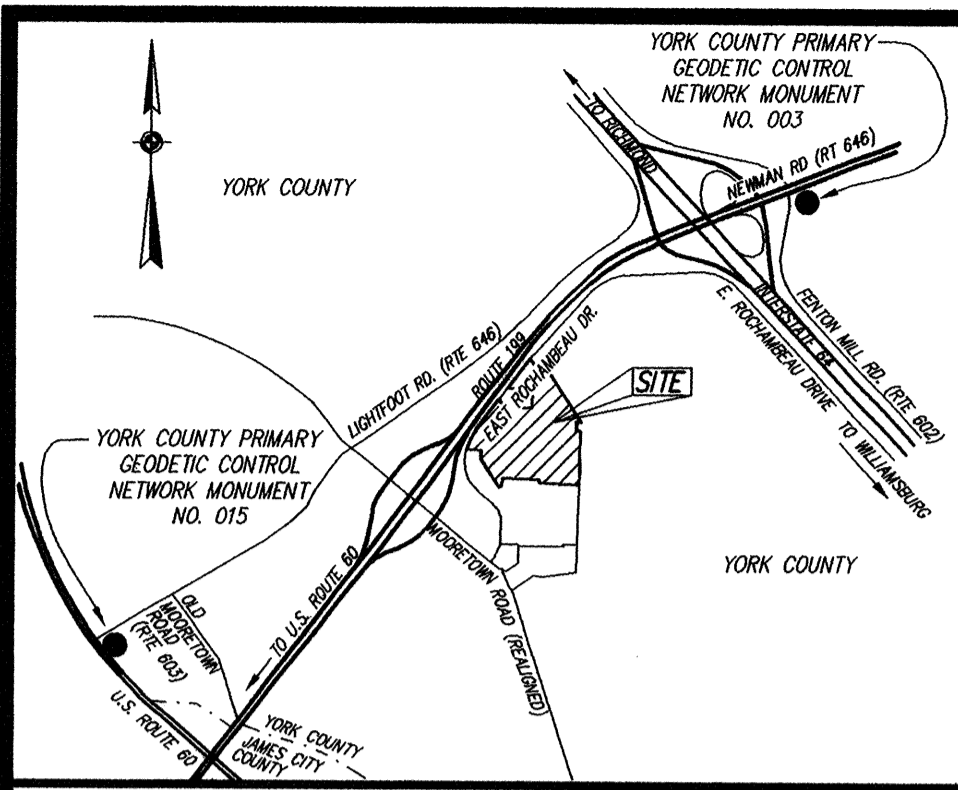 YORK COUNTY PRIMARY
GEODETIC CONTROL
NETWORK MONUMENT
NO. 003
TO RICHMOND
NEWMAN RD (RT 646)
YORK COUNTY
INTERSTATE 64
FENTON MILL RD. (RTE 602)
E. ROCHAMBEAU DRIVE
TO WILLIAMSBURG
LIGHTFOOT RD. (RTE 646)
ROUTE 199
EAST ROCHAMBEAU DR.
SITE
YORK COUNTY PRIMARY
GEODETIC CONTROL
NETWORK MONUMENT
NO. 015
MOORETOWN ROAD (REALIGNED)
YORK COUNTY
TO U.S. ROUTE 60
OLD
MOORETOWN
ROAD
(RTE 603)
U.S. ROUTE 60
YORK COUNTY
JAMES CITY
COUNTY